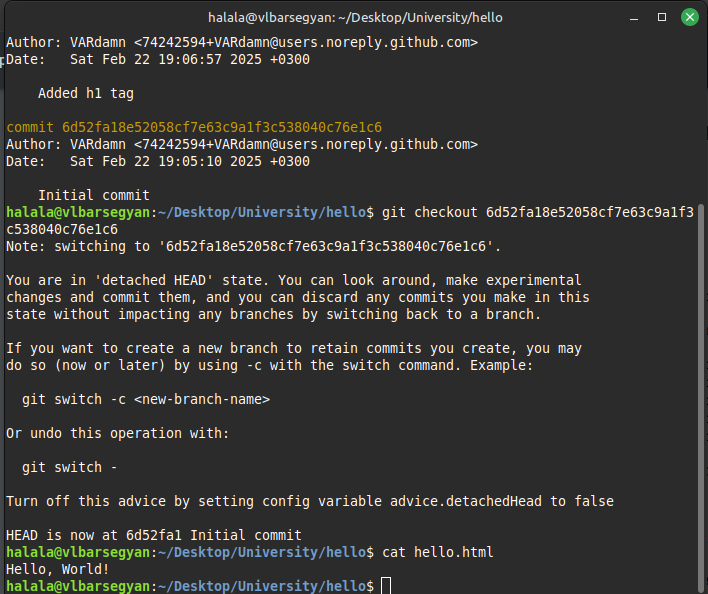 halala@vlbarsegyan: ~/Desktop/University/hello
Author: VARdamn <74242594+VARdamn@users.noreply.github.com>
Date:   Sat Feb 22 19:06:57 2025 +0300
Added h1 tag
commit 6d52fa18e52058cf7e63c9a1f3c538040c76e1c6
Author: VARdamn <74242594+VARdamn@users.noreply.github.com>
Date:   Sat Feb 22 19:05:10 2025 +0300
Initial commit
halala@vlbarsegyan:~/Desktop/University/hello$ git checkout 6d52fa18e52058cf7e63c9a1f3
c538040c76e1c6
Note: switching to '6d52fa18e52058cf7e63c9a1f3c538040c76e1c6'.
You are in 'detached HEAD' state. You can look around, make experimental
changes and commit them, and you can discard any commits you make in this
state without impacting any branches by switching back to a branch.
If you want to create a new branch to retain commits you create, you may
do so (now or later) by using -c with the switch command. Example:
git switch -c <new-branch-name>
Or undo this operation with:
git switch -
Turn off this advice by setting config variable advice.detachedHead to false
HEAD is now at 6d52fa1 Initial commit
halala@vlbarsegyan:~/Desktop/University/hello$ cat hello.html
Hello, World!
halala@vlbarsegyan:~/Desktop/University/hello$